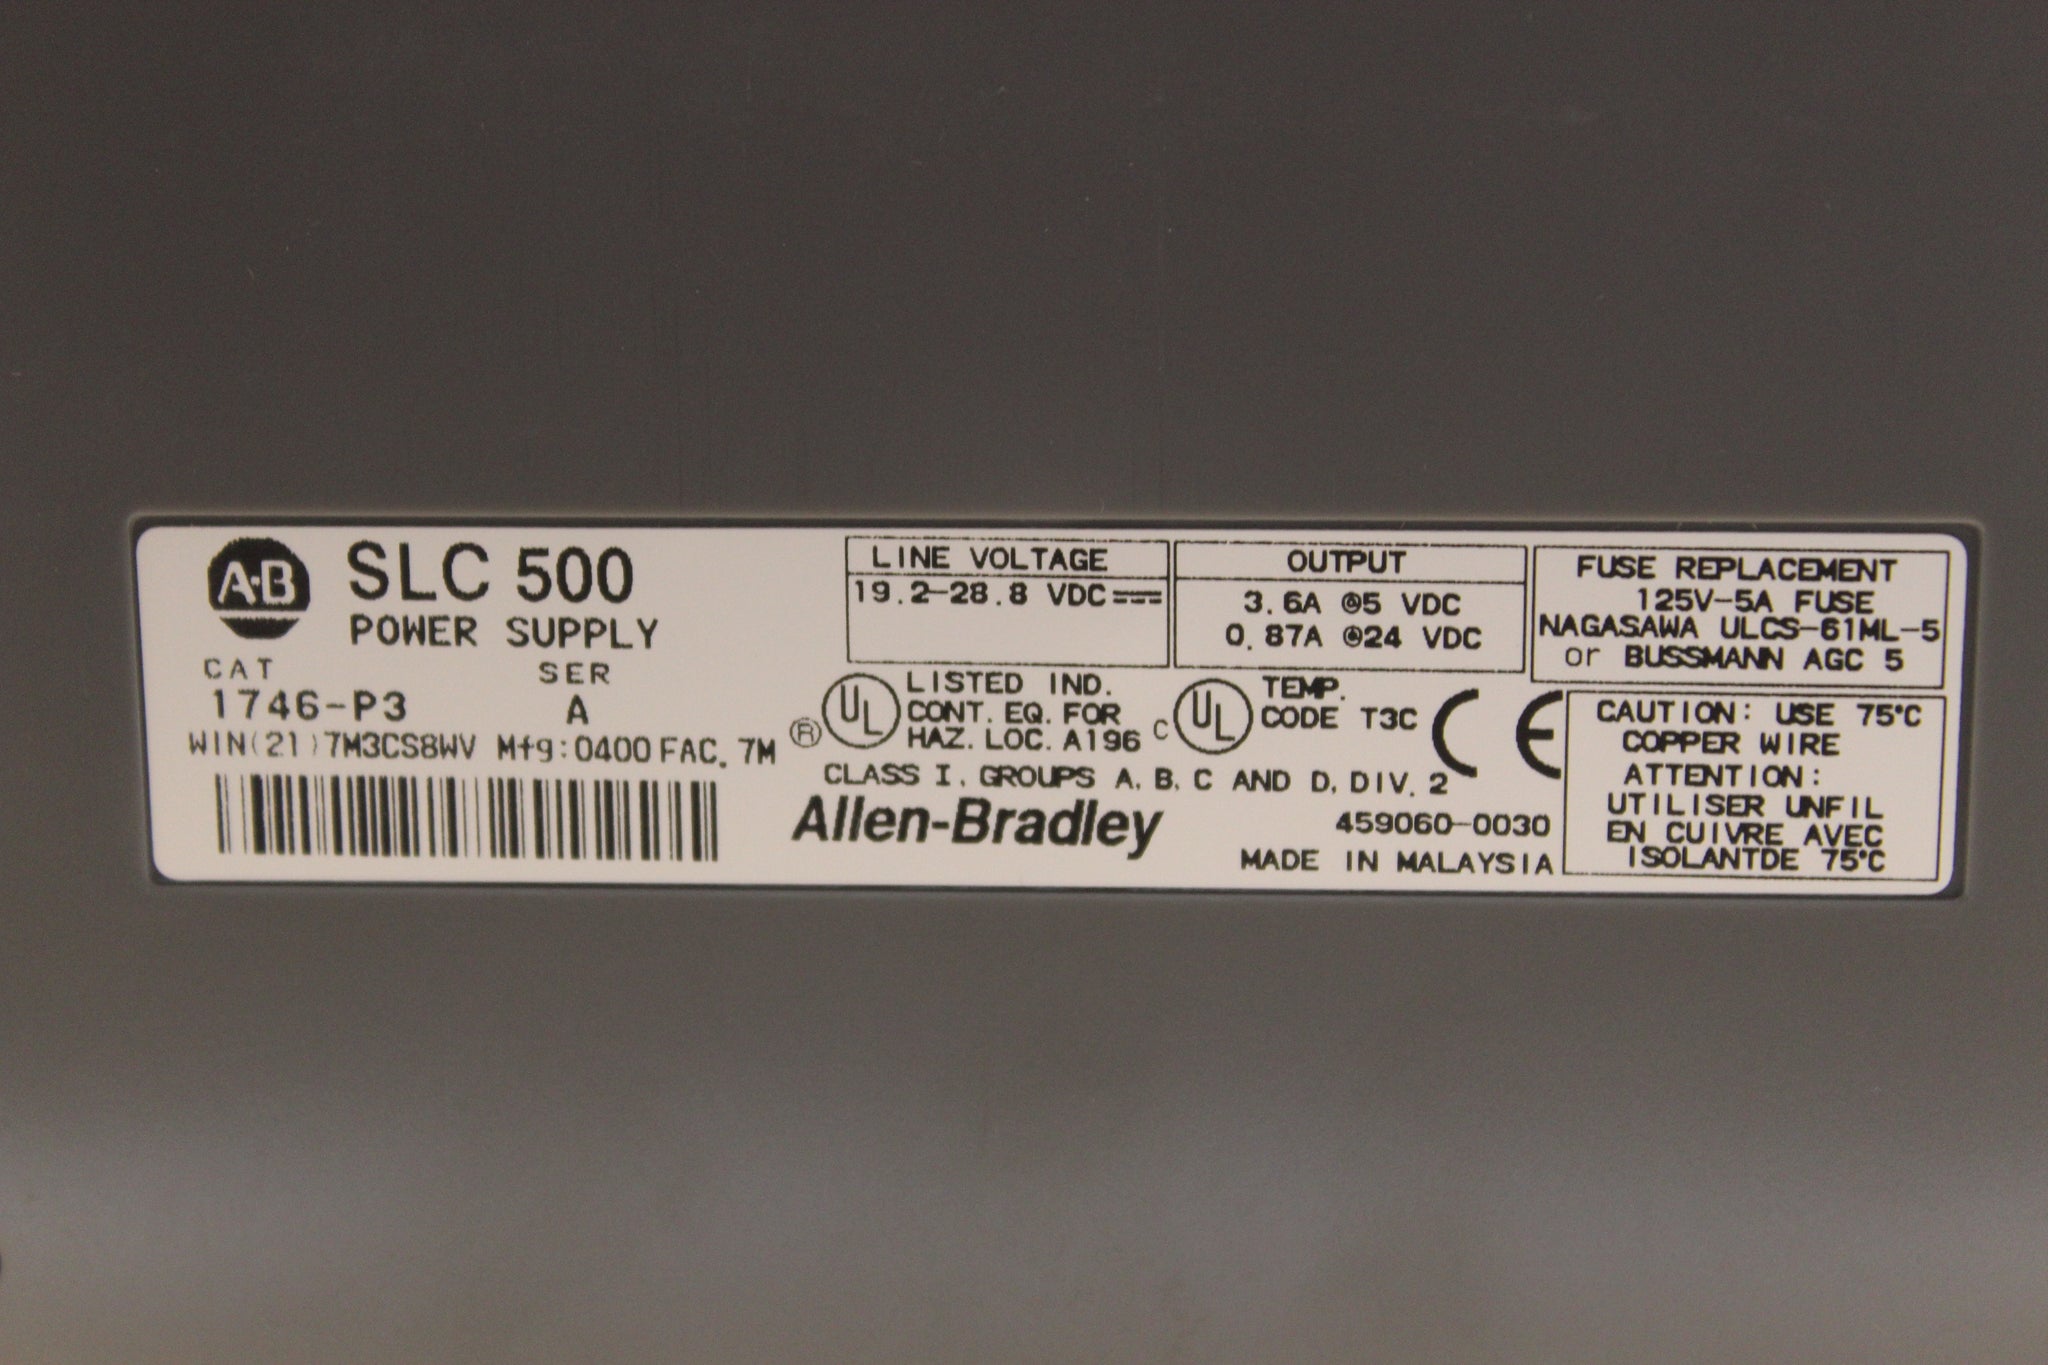 A-B
SLC 500
POWER SUPPLY
CAT SER
1746-P3 A
WIN(21)7M3CS8WV Mfg:0400 FAC. 7M
LINE VOLTAGE
19.2-28.8 VDC
OUTPUT
3.6A @5 VDC
0.87A @24 VDC
FUSE REPLACEMENT
125V-5A FUSE
NAGASAWA ULCS-61ML-5
or BUSSMANN AGC 5
® UL LISTED IND.
CONT. EQ. FOR
HAZ. LOC. A196
C UL TEMP.
CODE T3C
CE
CLASS I, GROUPS A, B, C AND D, DIV. 2
Allen-Bradley
459060-0030
MADE IN MALAYSIA
CAUTION: USE 75°C
COPPER WIRE
ATTENTION:
UTILISER UNFIL
EN CUIVRE AVEC
ISOLANTDE 75°C